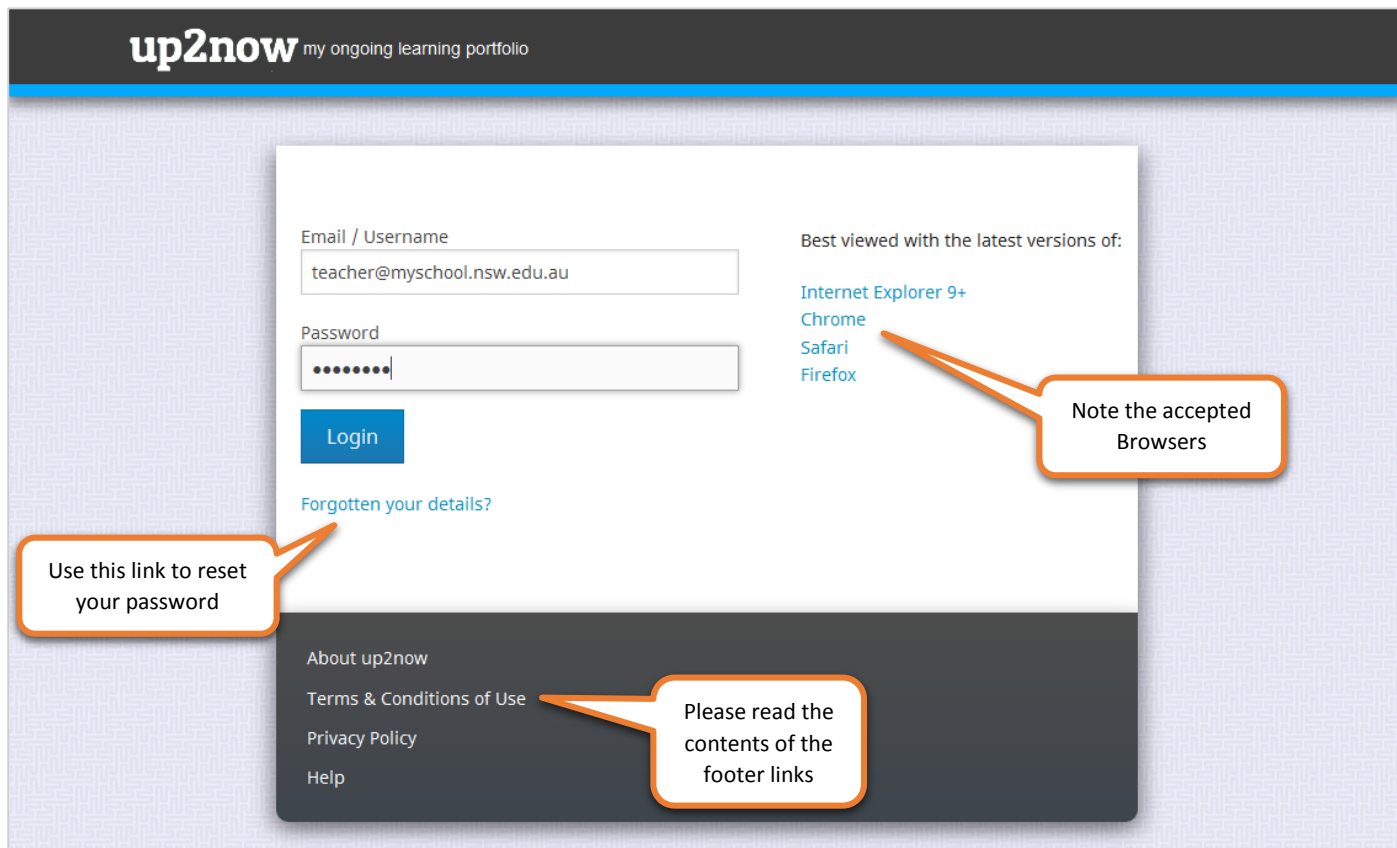 up2now my ongoing learning portfolio
Email / Username
teacher@myschool.nsw.edu.au
Password
••••••••
Login
Forgotten your details?
Best viewed with the latest versions of:
Internet Explorer 9+
Chrome
Safari
Firefox
Note the accepted
Browsers
Use this link to reset
your password
About up2now
Terms & Conditions of Use
Privacy Policy
Help
Please read the
contents of the
footer links